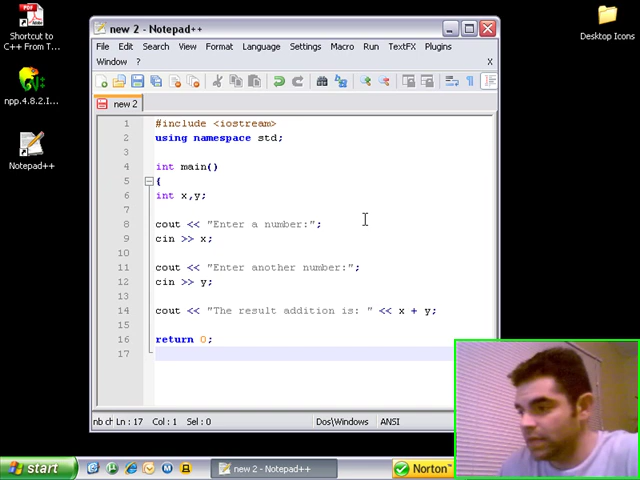 Shortcut to
C++ From T...
npp.4.8.2.I...
Notepad++
Desktop Icons
new 2 - Notepad++
File Edit Search View Format Language Settings Macro Run TextFX Plugins
Window ? X
new 2
1 #include <iostream>
2 using namespace std;
3
4 int main()
5 {
6 int x,y;
7
8 cout << "Enter a number:";
9 cin >> x;
10
11 cout << "Enter another number:";
12 cin >> y;
13
14 cout << "The result addition is: " << x + y;
15
16 return 0;
17
nb ch Ln : 17 Col : 1 Sel : 0 Dos\Windows ANSI
start new 2 - Notepad++ Norton™